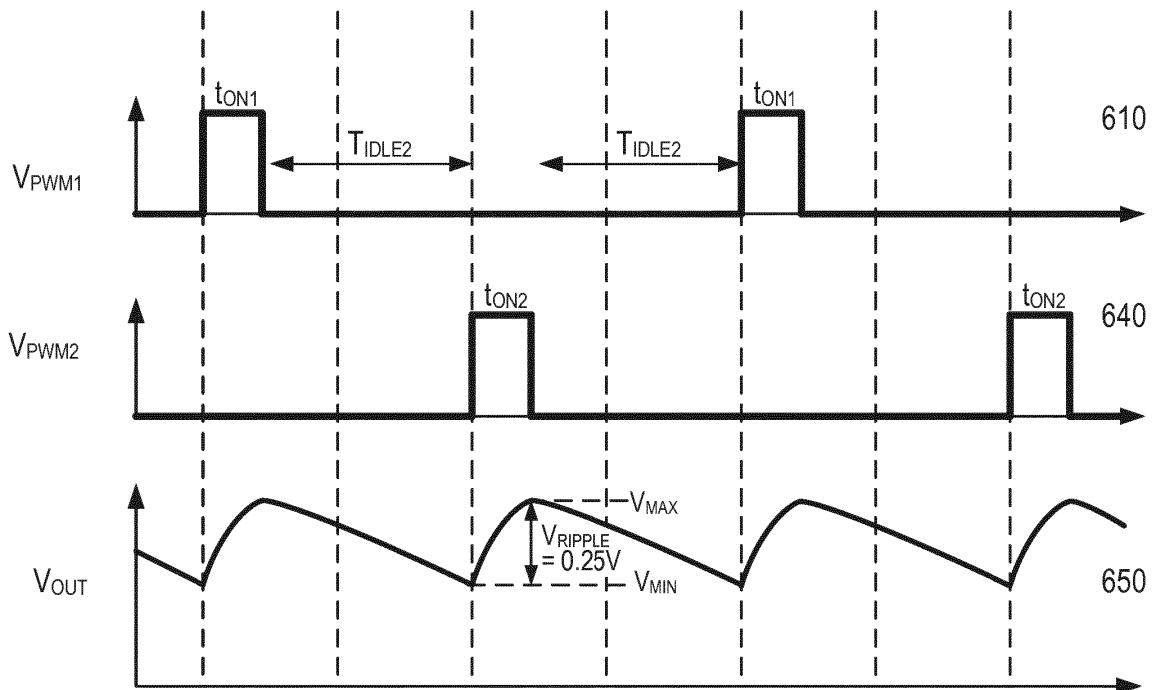 tON1
tON1
610
TIDLE2
TIDLE2
VPWM1
tON2
tON2
640
VPWM2
VMAX
VRIPPLE
= 0.25V
VMIN
VOUT
650